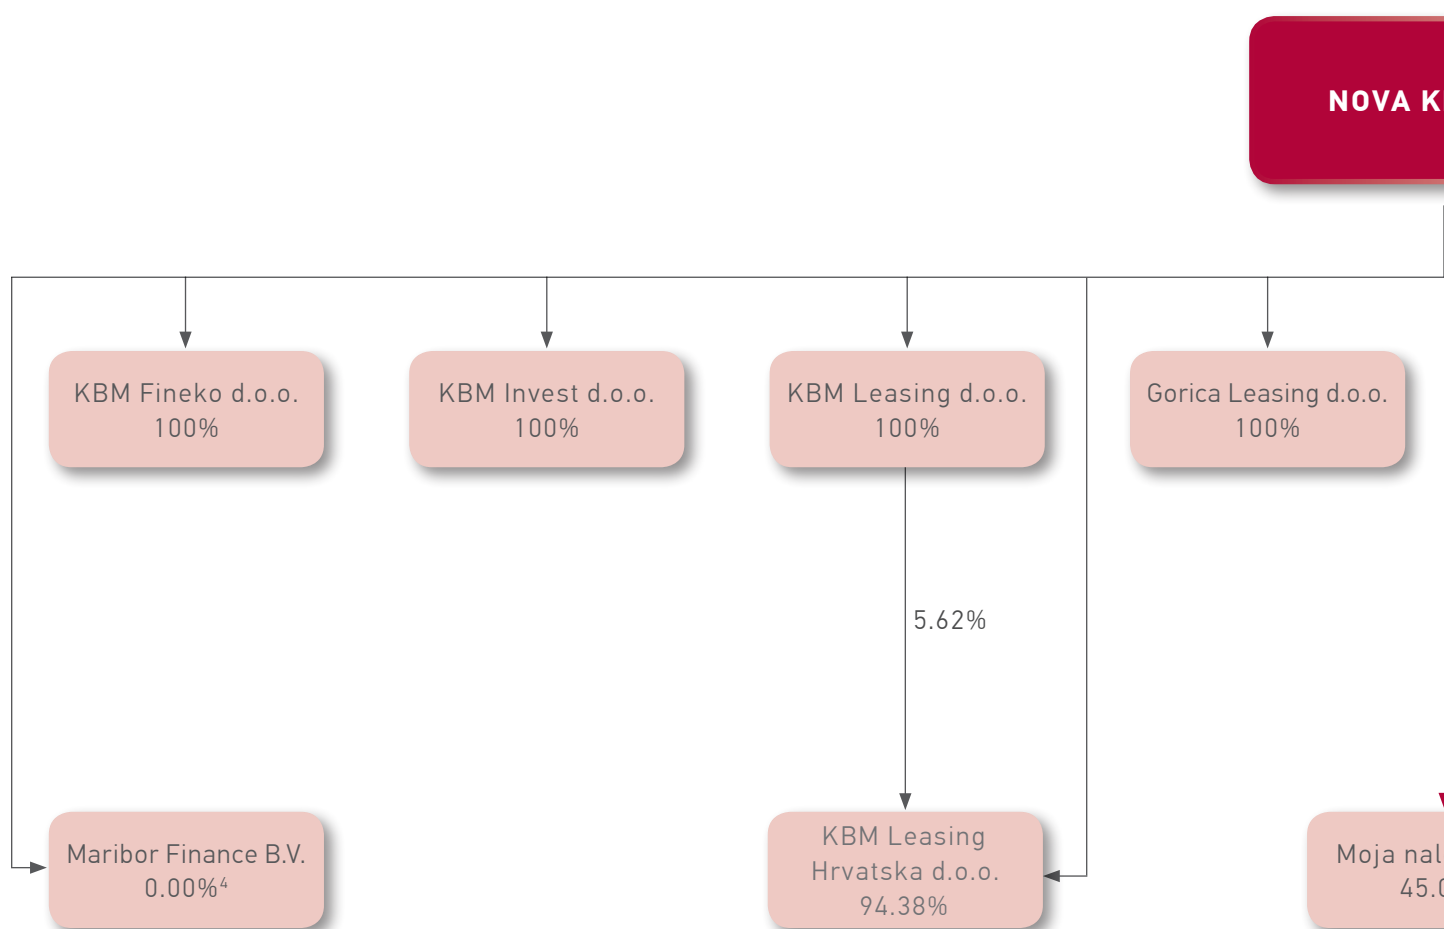 NOVA K
KBM Fineko d.o.o.
100%
KBM Invest d.o.o.
100%
KBM Leasing d.o.o.
100%
Gorica Leasing d.o.o.
100%
5.62%
Maribor Finance B.V.
0.00%⁴
KBM Leasing
Hrvatska d.o.o.
94.38%
Moja nal
45.0